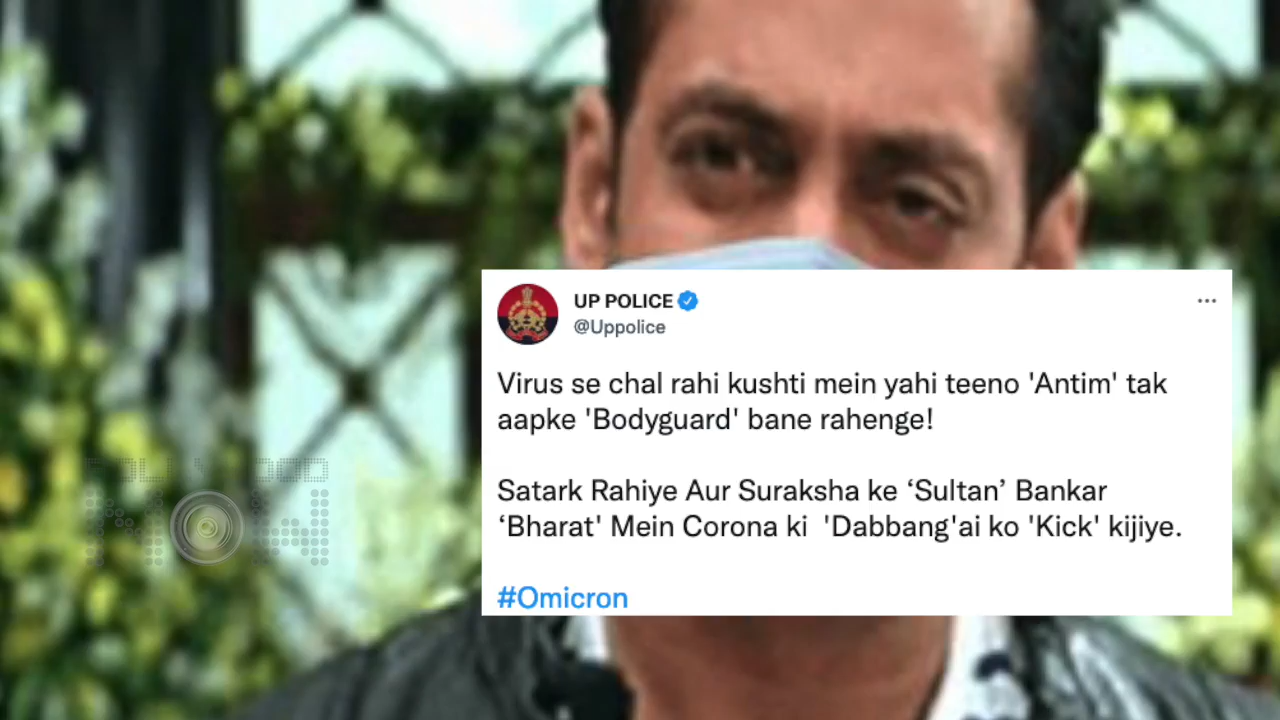 UP POLICE
@Uppolice
Virus se chal rahi kushti mein yahi teeno 'Antim' tak
aapke 'Bodyguard' bane rahenge!
Satark Rahiye Aur Suraksha ke ‘Sultan’ Bankar
‘Bharat' Mein Corona ki 'Dabbang'ai ko 'Kick' kijiye.
#Omicron